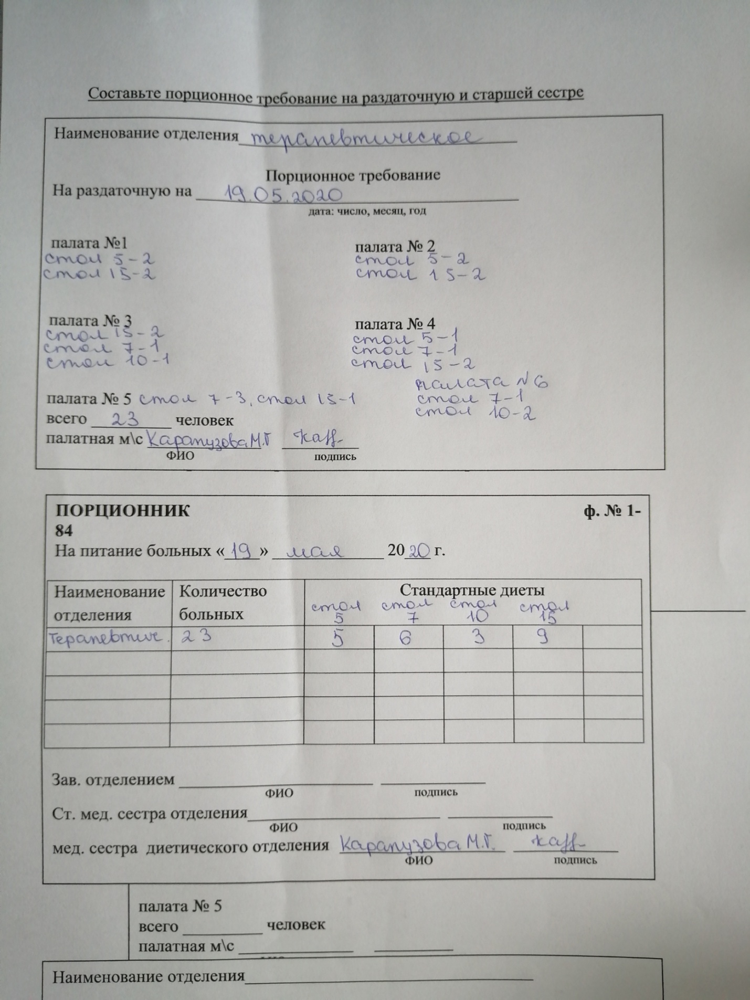 Составьте порционное требование на раздаточную и старшей сестре
Наименование отделения терапевтическое
Порционное требование
На раздаточную на 19.05.2020
дата: число, месяц, год
палата №1
стол 5-2
стол 15-2
палата № 2
стол 5-2
стол 15-2
палата № 3
стол 15-2
стол 7-1
стол 10-1
палата № 4
стол 5-1
стол 7-1
стол 15-2
палата № 6
стол 7-1
стол 10-2
палата № 5 стол 7-3, стол 15-1
всего 23 человек
палатная м\с Карапузова М.Г
ФИО подпись
ПОРЦИОННИК ф. № 1-
84
На питание больных « 19 » мая 2020 г.
Наименование отделения Количество больных Стандартные диеты
стол 5 стол 7 стол 10 стол 15
Терапевтич. 23 5 6 3 9
Зав. отделением
ФИО подпись
Ст. мед. сестра отделения
ФИО подпись
мед. сестра диетического отделения Карапузова М.Г.
ФИО подпись
палата № 5
всего человек
палатная м\с
Наименование отделения